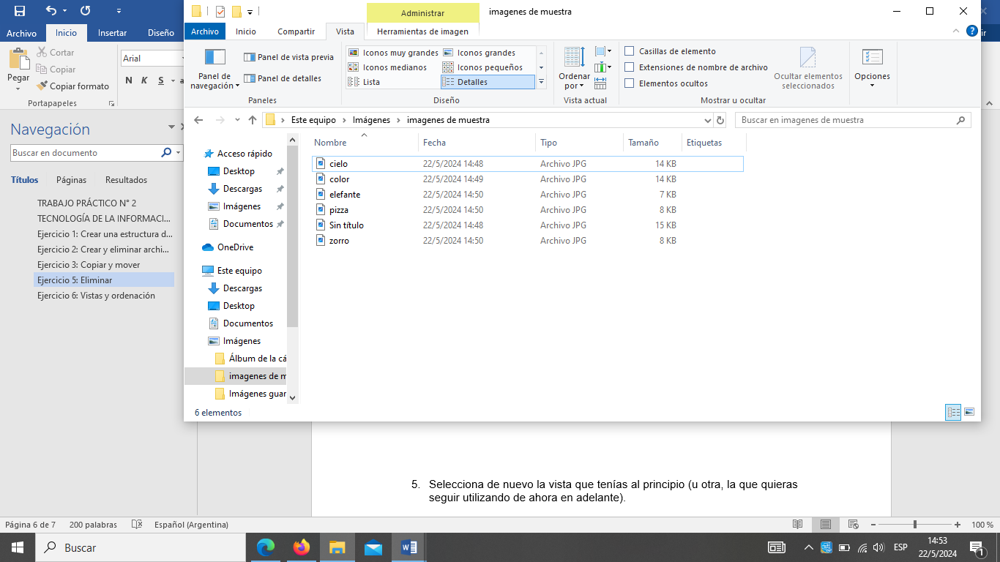 Administrar
imagenes de muestra
Archivo
Inicio
Insertar
Diseño
Archivo
Inicio
Compartir
Vista
Herramientas de imagen
Pegar
Cortar
Copiar
Copiar formato
Portapapeles
Arial
N K S
Panel de navegación
Panel de vista previa
Panel de detalles
Paneles
Iconos muy grandes
Iconos grandes
Iconos medianos
Iconos pequeños
Lista
Detalles
Diseño
Ordenar por
Vista actual
Casillas de elemento
Extensiones de nombre de archivo
Elementos ocultos
Ocultar elementos seleccionados
Mostrar u ocultar
Opciones
Este equipo
Imágenes
imagenes de muestra
Buscar en imagenes de muestra
Navegación
Buscar en documento
Títulos
Páginas
Resultados
TRABAJO PRÁCTICO N° 2
TECNOLOGÍA DE LA INFORMACI...
Ejercicio 1: Crear una estructura d...
Ejercicio 2: Crear y eliminar archi...
Ejercicio 3: Copiar y mover
Ejercicio 5: Eliminar
Ejercicio 6: Vistas y ordenación
Acceso rápido
Desktop
Descargas
Imágenes
Documentos
OneDrive
Este equipo
Descargas
Desktop
Documentos
Imágenes
Álbum de la cá
imagenes de m
Imágenes guar
Nombre Fecha Tipo Tamaño Etiquetas
cielo 22/5/2024 14:48 Archivo JPG 14 KB
color 22/5/2024 14:49 Archivo JPG 14 KB
elefante 22/5/2024 14:50 Archivo JPG 7 KB
pizza 22/5/2024 14:50 Archivo JPG 8 KB
Sin título 22/5/2024 14:48 Archivo JPG 15 KB
zorro 22/5/2024 14:50 Archivo JPG 8 KB
6 elementos
5. Selecciona de nuevo la vista que tenías al principio (u otra, la que quieras
seguir utilizando de ahora en adelante).
Página 6 de 7
200 palabras
Español (Argentina)
100 %
Buscar
ESP
14:53
22/5/2024
1